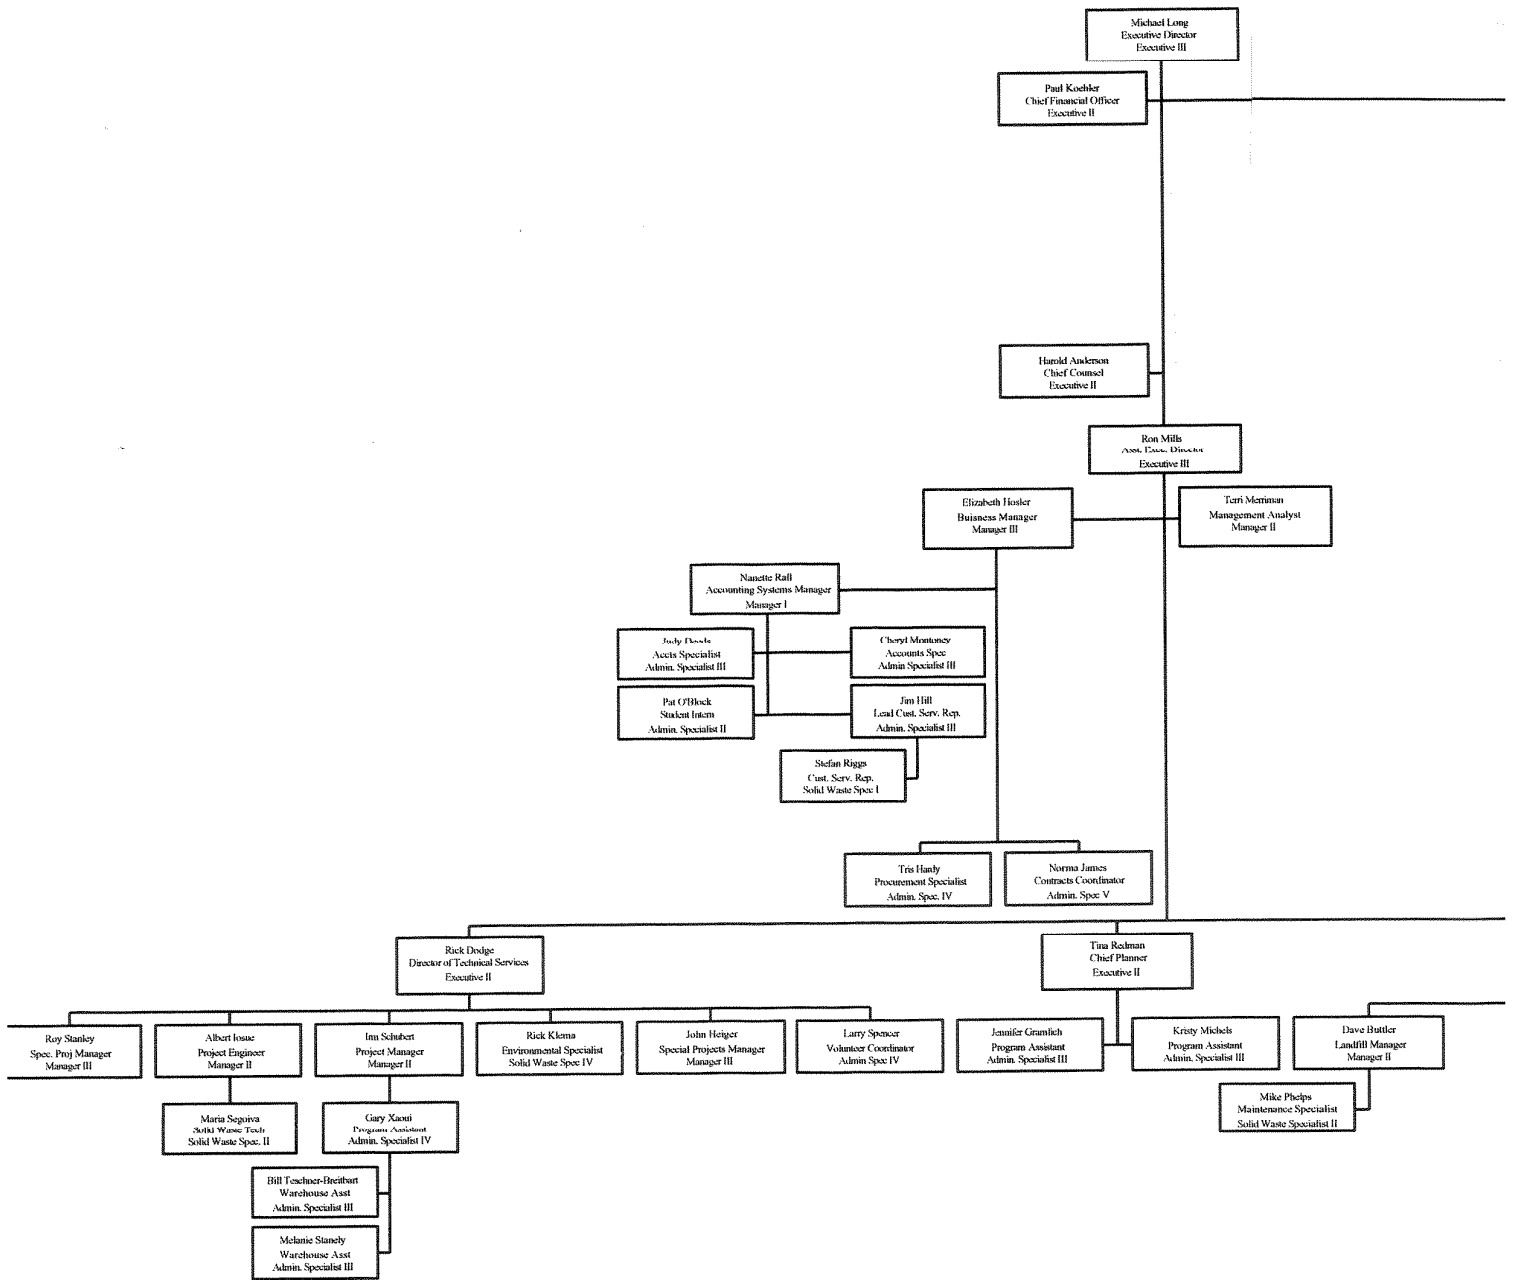 Michael Long
Executive Director
Executive III
Paul Koehler
Chief Financial Officer
Executive II
Harold Anderson
Chief Counsel
Executive II
Ron Mills
Asst. Exec. Director
Executive III
Elizabeth Hosler
Buisness Manager
Manager III
Terri Merriman
Management Analyst
Manager II
Nanette Rall
Accounting Systems Manager
Manager I
Judy Deeds
Accts Specialist
Admin. Specialist III
Cheryl Montoney
Accounts Spec
Admin Specialist III
Pat O'Block
Student Intern
Admin. Specialist II
Jim Hill
Lead Cust. Serv. Rep.
Admin. Specialist III
Stefan Riggs
Cust. Serv. Rep.
Solid Waste Spec I
Tris Hardy
Procurement Specialist
Admin. Spec. IV
Norma James
Contracts Coordinator
Admin. Spec V
Rick Dodge
Director of Technical Services
Executive II
Tina Redman
Chief Planner
Executive II
Roy Stanley
Spec. Proj Manager
Manager III
Albert Iosue
Project Engineer
Manager II
Schubert
Project Manager
Manager II
Rick Klema
Environmental Specialist
Solid Waste Spec IV
John Heiger
Special Projects Manager
Manager III
Larry Spencer
Volunteer Coordinator
Admin Spec IV
Jennifer Gramlich
Program Assistant
Admin. Specialist III
Kristy Michels
Program Assistant
Admin. Specialist III
Dave Buttler
Landfill Manager
Manager II
Maria Segoiva
Solid Waste Tech
Solid Waste Spec. II
Gary Xaoui
Program Assistant
Admin. Specialist IV
Mike Phelps
Maintenance Specialist
Solid Waste Specialist II
Bill Teschner-Breitbart
Warehouse Asst
Admin. Specialist III
Melanie Stanely
Warehouse Asst
Admin. Specialist III